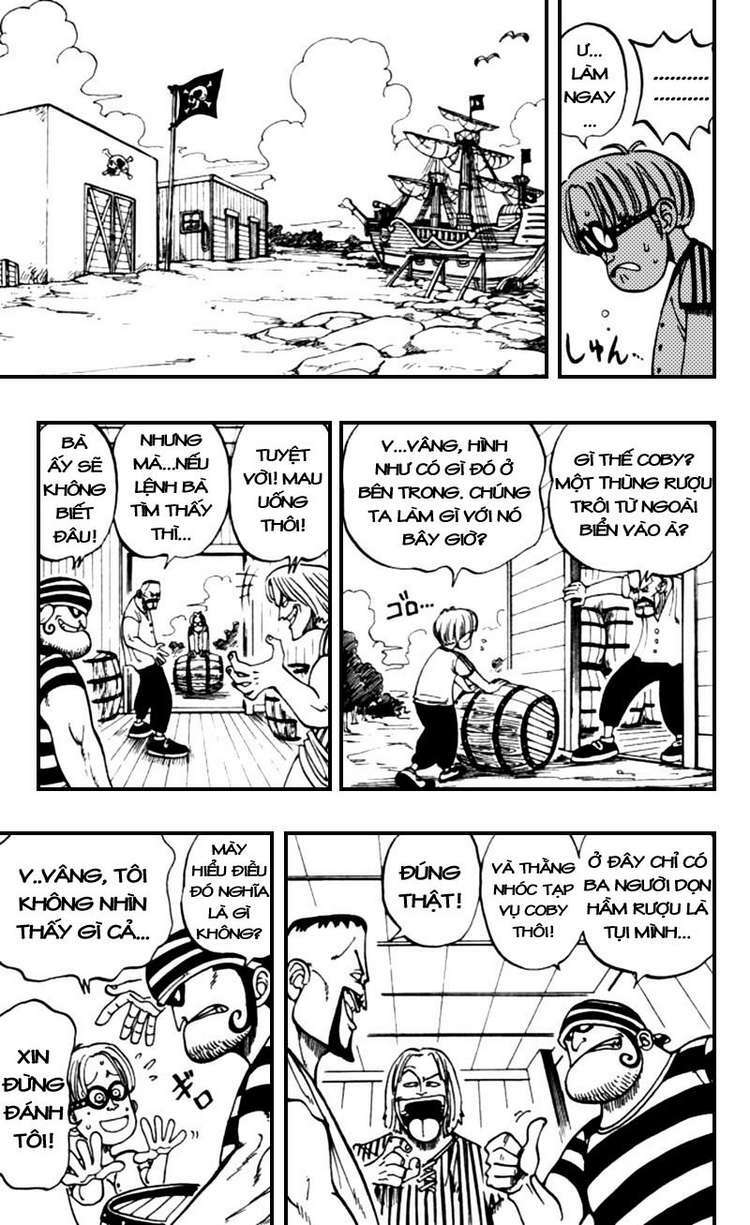 ............
............
Ư...
LÀM
NGAY
...
しゅん...
GÌ THẾ COBY?
MỘT THÙNG RƯỢU
TRÔI TỪ NGOÀI
BIỂN VÀO À?
V...VÂNG, HÌNH
NHƯ CÓ GÌ ĐÓ Ở
BÊN TRONG. CHÚNG
TA LÀM GÌ VỚI NÓ
BÂY GIỜ?
ゴロ...
TUYỆT
VỜI! MAU
UỐNG
THÔI!
NHƯNG
MÀ...NẾU
LỆNH BÀ
TÌM THẤY
THÌ...
BÀ
ẤY SẼ
KHÔNG
BIẾT
ĐÂU!
Ở ĐÂY CHỈ CÓ
BA NGƯỜI DỌN
HẦM RƯỢU LÀ
TỤI MÌNH...
VÀ THẰNG
NHÓC TẠP
VỤ COBY
THÔI!
ĐÚNG
THẬT!
MÀY
HIỂU ĐIỀU
ĐÓ NGHĨA
LÀ GÌ
KHÔNG?
V..VÂNG, TÔI
KHÔNG NHÌN
THẤY GÌ CẢ...
ギロ
XIN
ĐỪNG
ĐÁNH
TÔI!